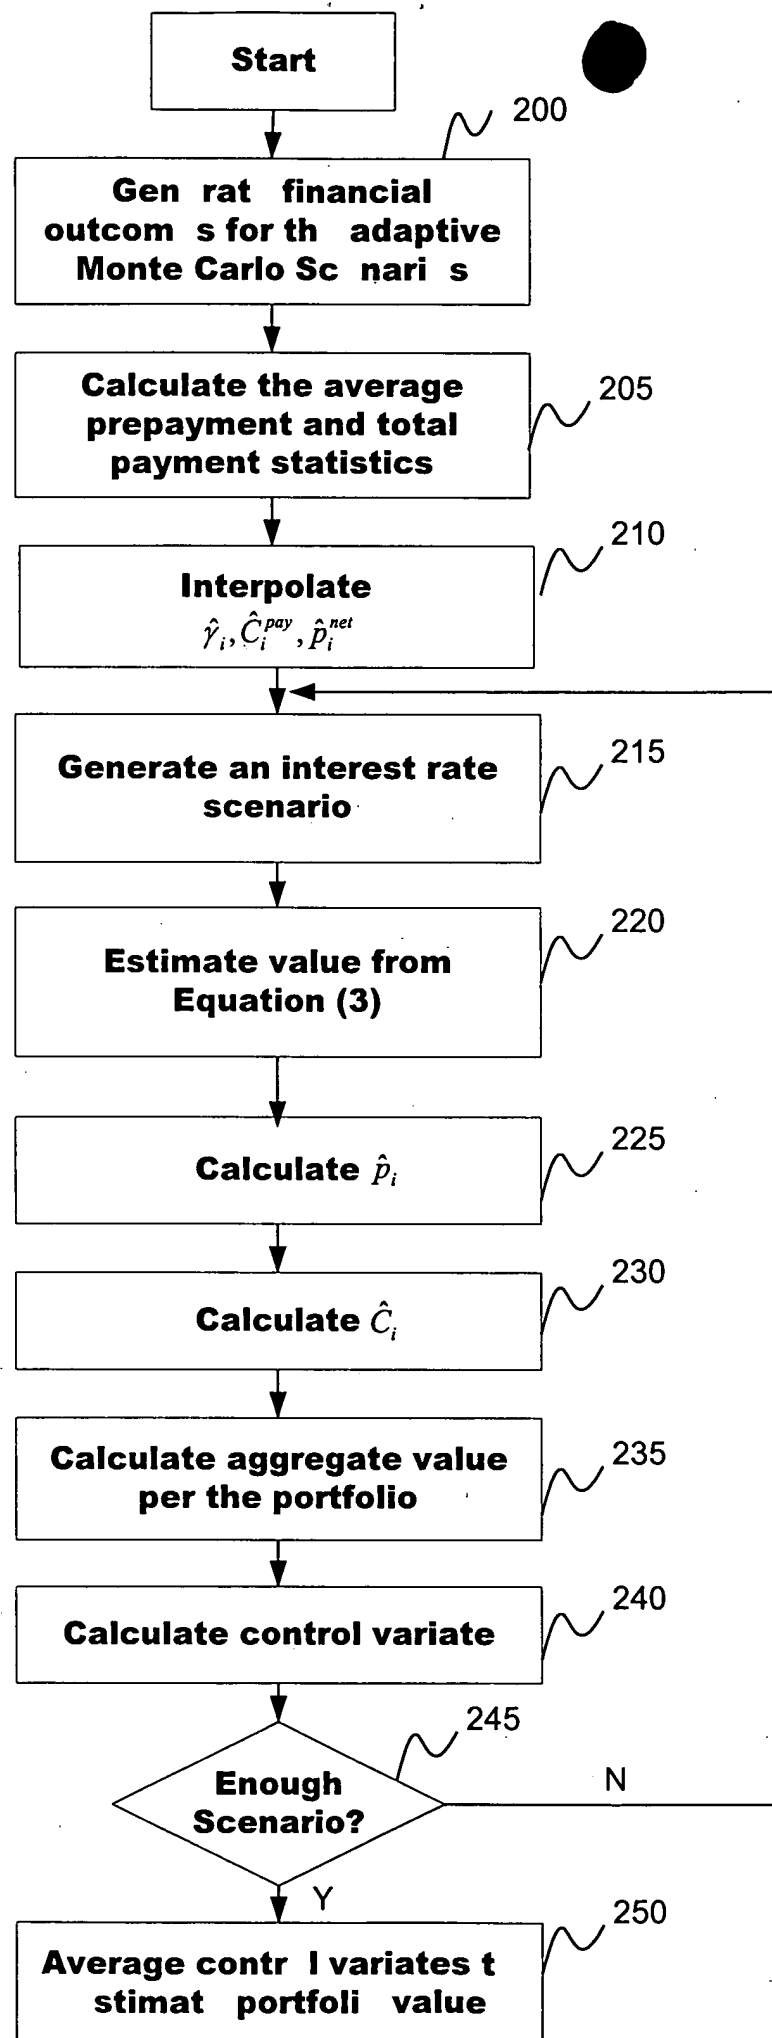 Start
200
Gen rat financial
outcom s for th adaptive
Monte Carlo Sc nari s
Calculate the average
prepayment and total
payment statistics
205
210
Interpolate
γ̂ᵢ, Ĉᵢᵖᵃʸ, p̂ᵢⁿᵉᵗ
Generate an interest rate
scenario
215
220
Estimate value from
Equation (3)
225
Calculate p̂ᵢ
230
Calculate Ĉᵢ
Calculate aggregate value
per the portfolio
235
240
Calculate control variate
245
Enough
Scenario?
N
Y
250
Average contr l variates t
stimat portfoli value